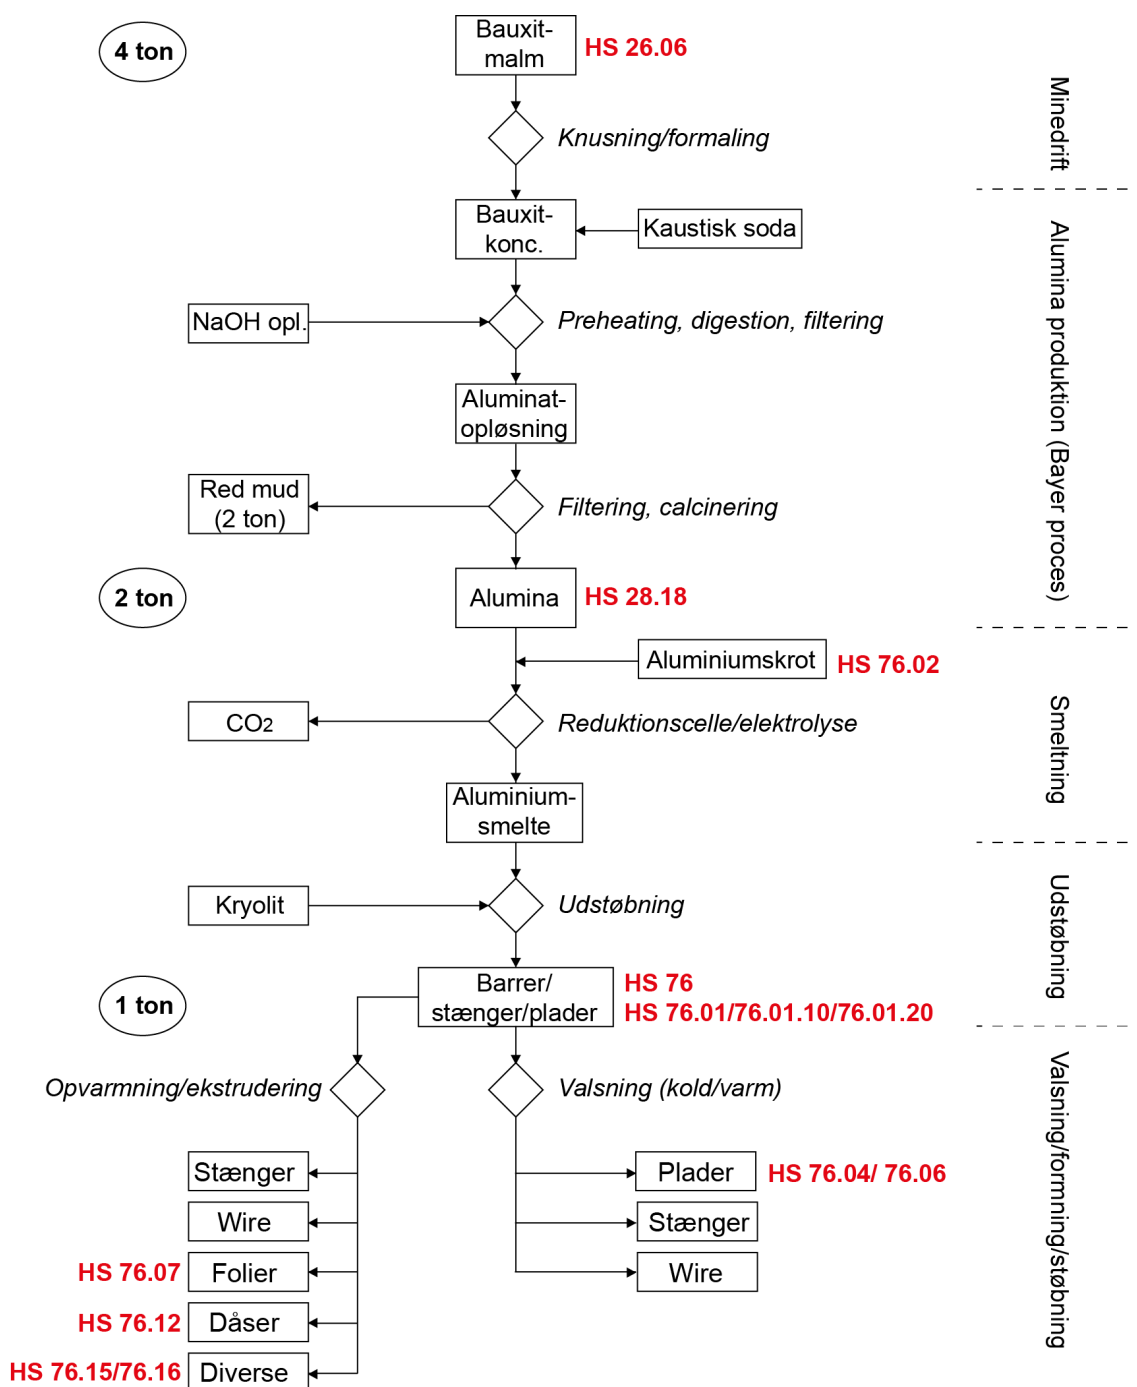 4 ton
Bauxit-
malm
HS 26.06
Knusning/formaling
Minedrift
Bauxit-
konc.
Kaustisk soda
NaOH opl.
Preheating, digestion, filtering
Alumina produktion (Bayer proces)
Aluminat-
opløsning
Red mud
(2 ton)
Filtering, calcinering
2 ton
Alumina
HS 28.18
Aluminiumskrot
HS 76.02
CO2
Reduktionscelle/elektrolyse
Smeltning
Aluminium-
smelte
Kryolit
Udstøbning
Udstøbning
1 ton
Barrer/
stænger/plader
HS 76
HS 76.01/76.01.10/76.01.20
Opvarmning/ekstrudering
Valsning (kold/varm)
Valsning/formning/støbning
Stænger
Plader
HS 76.04/ 76.06
Wire
Stænger
HS 76.07
Folier
Wire
HS 76.12
Dåser
HS 76.15/76.16
Diverse